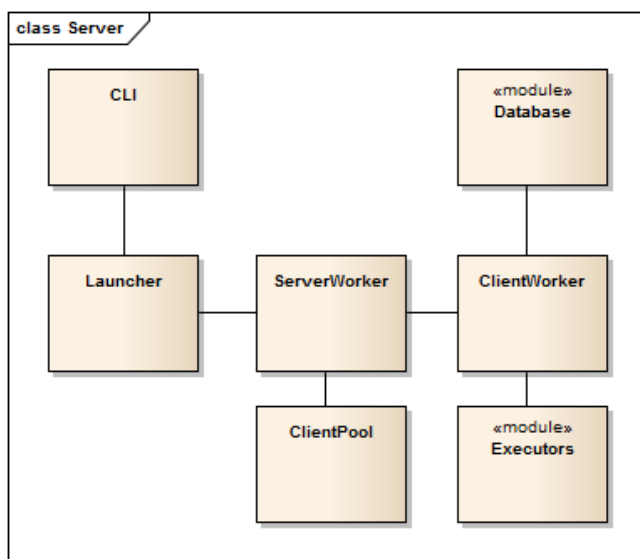 class Server
CLI
«module»
Database
Launcher
ServerWorker
ClientWorker
ClientPool
«module»
Executors